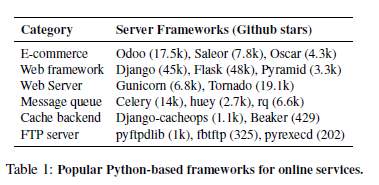 Category Server Frameworks (Github stars)
E-commerce Odoo (17.5k), Saleor (7.8k), Oscar (4.3k)
Web framework Django (45k), Flask (48k), Pyramid (3.3k)
Web Server Gunicorn (6.8k), Tornado (19.1k)
Message queue Celery (14k), huey (2.7k), rq (6.6k)
Cache backend Django-cacheops (1.1k), Beaker (429)
FTP server pyftpdlib (1k), fbtftp (325), pyrexecd (202)
Table 1: Popular Python-based frameworks for online services.